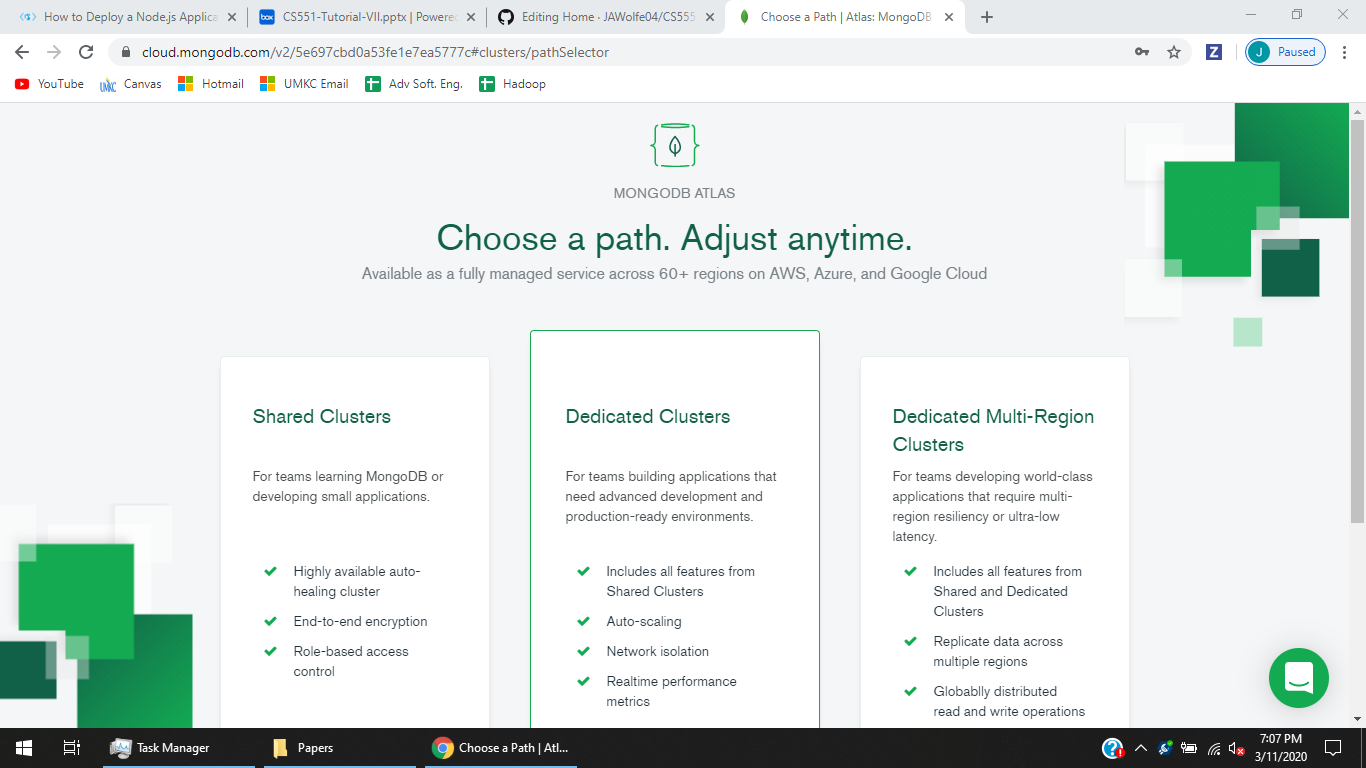 How to Deploy a Node.js Applica
CS551-Tutorial-VII.pptx | Powere
Editing Home · JAWolfe04/CS555
Choose a Path | Atlas: MongoDB
cloud.mongodb.com/v2/5e697cbd0a53fe1e7ea5777c#clusters/pathSelector
Z
J Paused
YouTube
UMKC Canvas
Hotmail
UMKC Email
Adv Soft. Eng.
Hadoop
MONGODB ATLAS
Choose a path. Adjust anytime.
Available as a fully managed service across 60+ regions on AWS, Azure, and Google Cloud
Shared Clusters
For teams learning MongoDB or
developing small applications.
Highly available auto-
healing cluster
End-to-end encryption
Role-based access
control
Dedicated Clusters
For teams building applications that
need advanced development and
production-ready environments.
Includes all features from
Shared Clusters
Auto-scaling
Network isolation
Realtime performance
metrics
Dedicated Multi-Region
Clusters
For teams developing world-class
applications that require multi-
region resiliency or ultra-low
latency.
Includes all features from
Shared and Dedicated
Clusters
Replicate data across
multiple regions
Globablly distributed
read and write operations
Task Manager
Papers
Choose a Path | Atl...
7:07 PM
3/11/2020